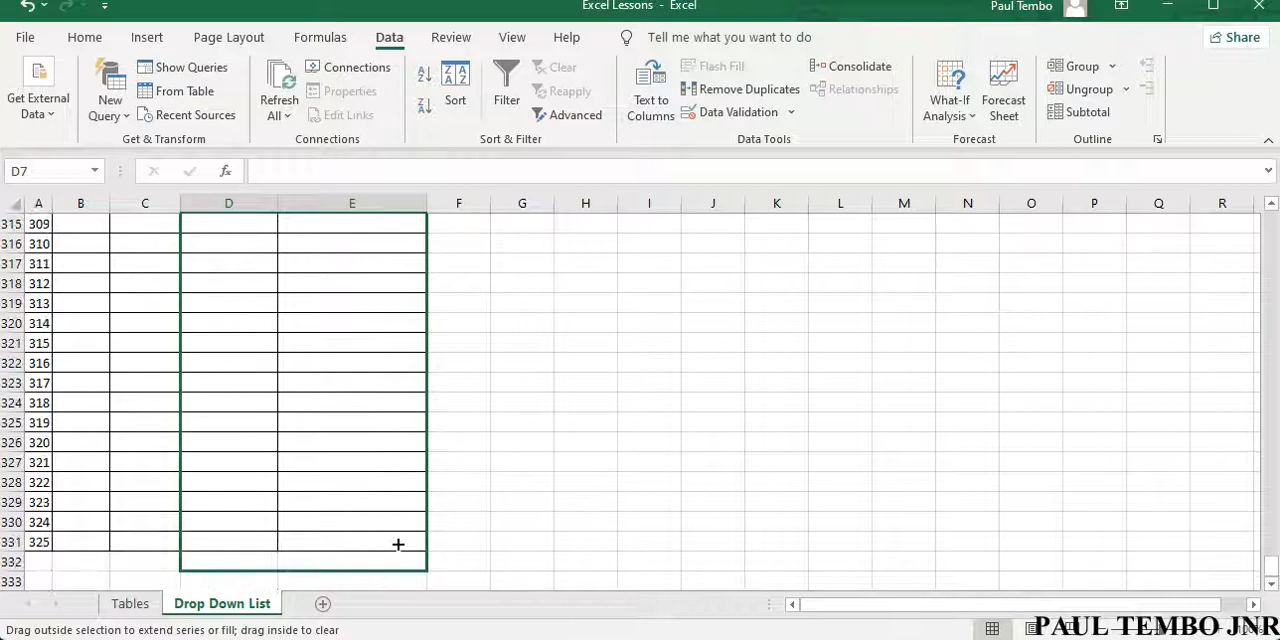 Excel Lessons - Excel
Paul Tembo
File Home Insert Page Layout Formulas Data Review View Help Tell me what you want to do Share
Get External Data
New Query
Show Queries
From Table
Recent Sources
Get & Transform
Refresh All
Connections
Properties
Edit Links
Connections
Sort
Filter
Clear
Reapply
Advanced
Sort & Filter
Text to Columns
Flash Fill
Remove Duplicates
Data Validation
Consolidate
Relationships
Data Tools
What-If Analysis
Forecast Sheet
Forecast
Group
Ungroup
Subtotal
Outline
D7
fx
A B C D E F G H I J K L M N O P Q R
315 309
316 310
317 311
318 312
319 313
320 314
321 315
322 316
323 317
324 318
325 319
326 320
327 321
328 322
329 323
330 324
331 325
332
333
Tables Drop Down List
Drag outside selection to extend series or fill; drag inside to clear
PAUL TEMBO JNR